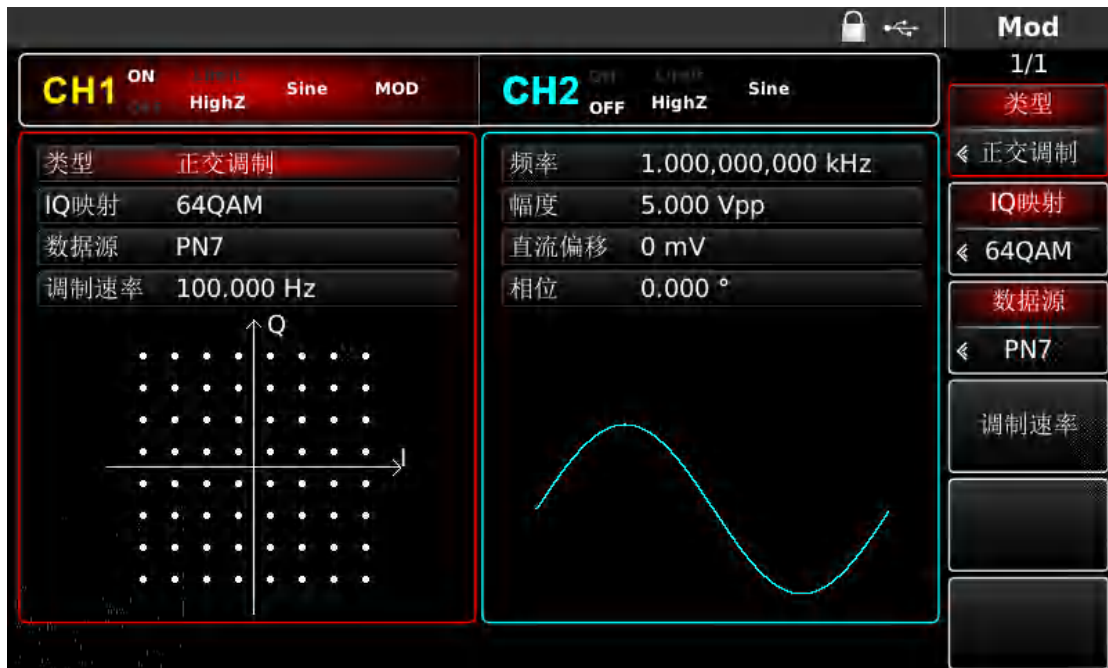 Mod
1/1
CH1 ON HighZ Sine MOD
CH2 OFF HighZ Sine
类型 正交调制
IQ映射 64QAM
数据源 PN7
调制速率 100.000 Hz
Q
I
频率 1.000,000,000 kHz
幅度 5.000 Vpp
直流偏移 0 mV
相位 0.000 °
类型
正交调制
IQ映射
64QAM
数据源
PN7
调制速率